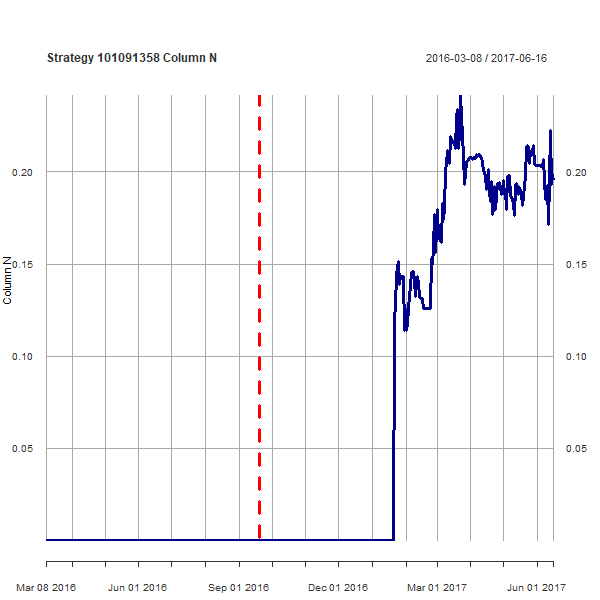 Strategy 101091358 Column N 2016-03-08 / 2017-06-16
0.20 0.20
0.15 0.15
0.10 0.10
0.05 0.05
Column N
Mar 08 2016 Jun 01 2016 Sep 01 2016 Dec 01 2016 Mar 01 2017 Jun 01 2017